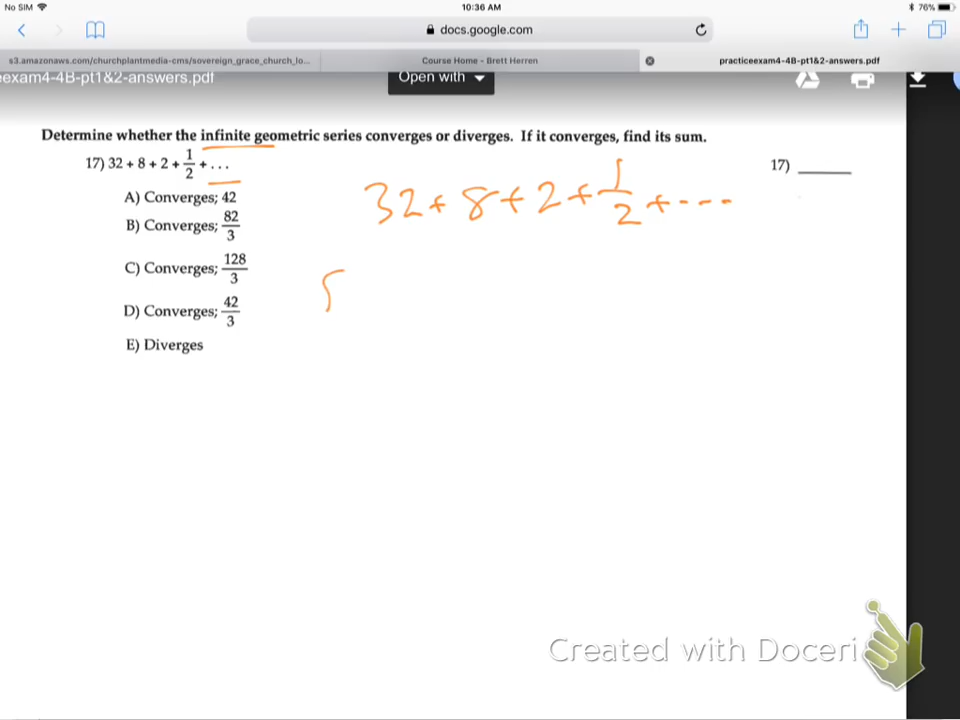 No SIM 10:36 AM 76%
docs.google.com
s3.amazonaws.com/churchplantmedia-cms/sovereign_grace_church_lo... Course Home - Brett Herren practiceexam4-4B-pt1&2-answers.pdf
eexam4-4B-pt1&2-answers.pdf Open with
Determine whether the infinite geometric series converges or diverges. If it converges, find its sum.
17) 32 + 8 + 2 + 1/2 + . . . 17) ______
32 + 8 + 2 + 1/2 + ---
A) Converges; 42
B) Converges; 82/3
C) Converges; 128/3
D) Converges; 42/3
E) Diverges
Created with Doceri